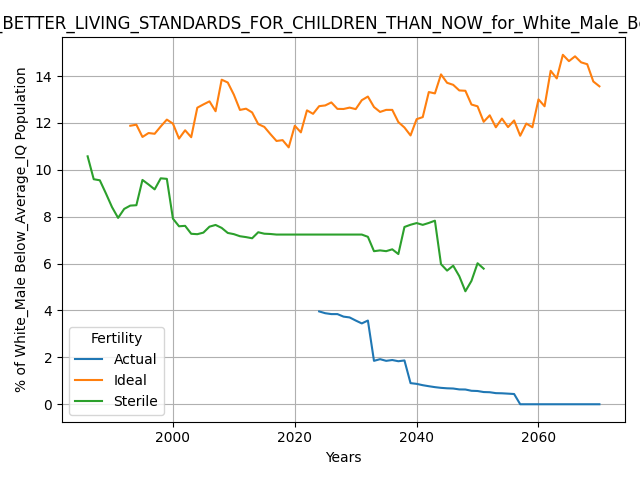 _BETTER_LIVING_STANDARDS_FOR_CHILDREN_THAN_NOW_for_White_Male_Be
% of White_Male Below_Average_IQ Population
14
12
10
8
6
4
2
0
Fertility
Actual
Ideal
Sterile
2000
2020
2040
2060
Years